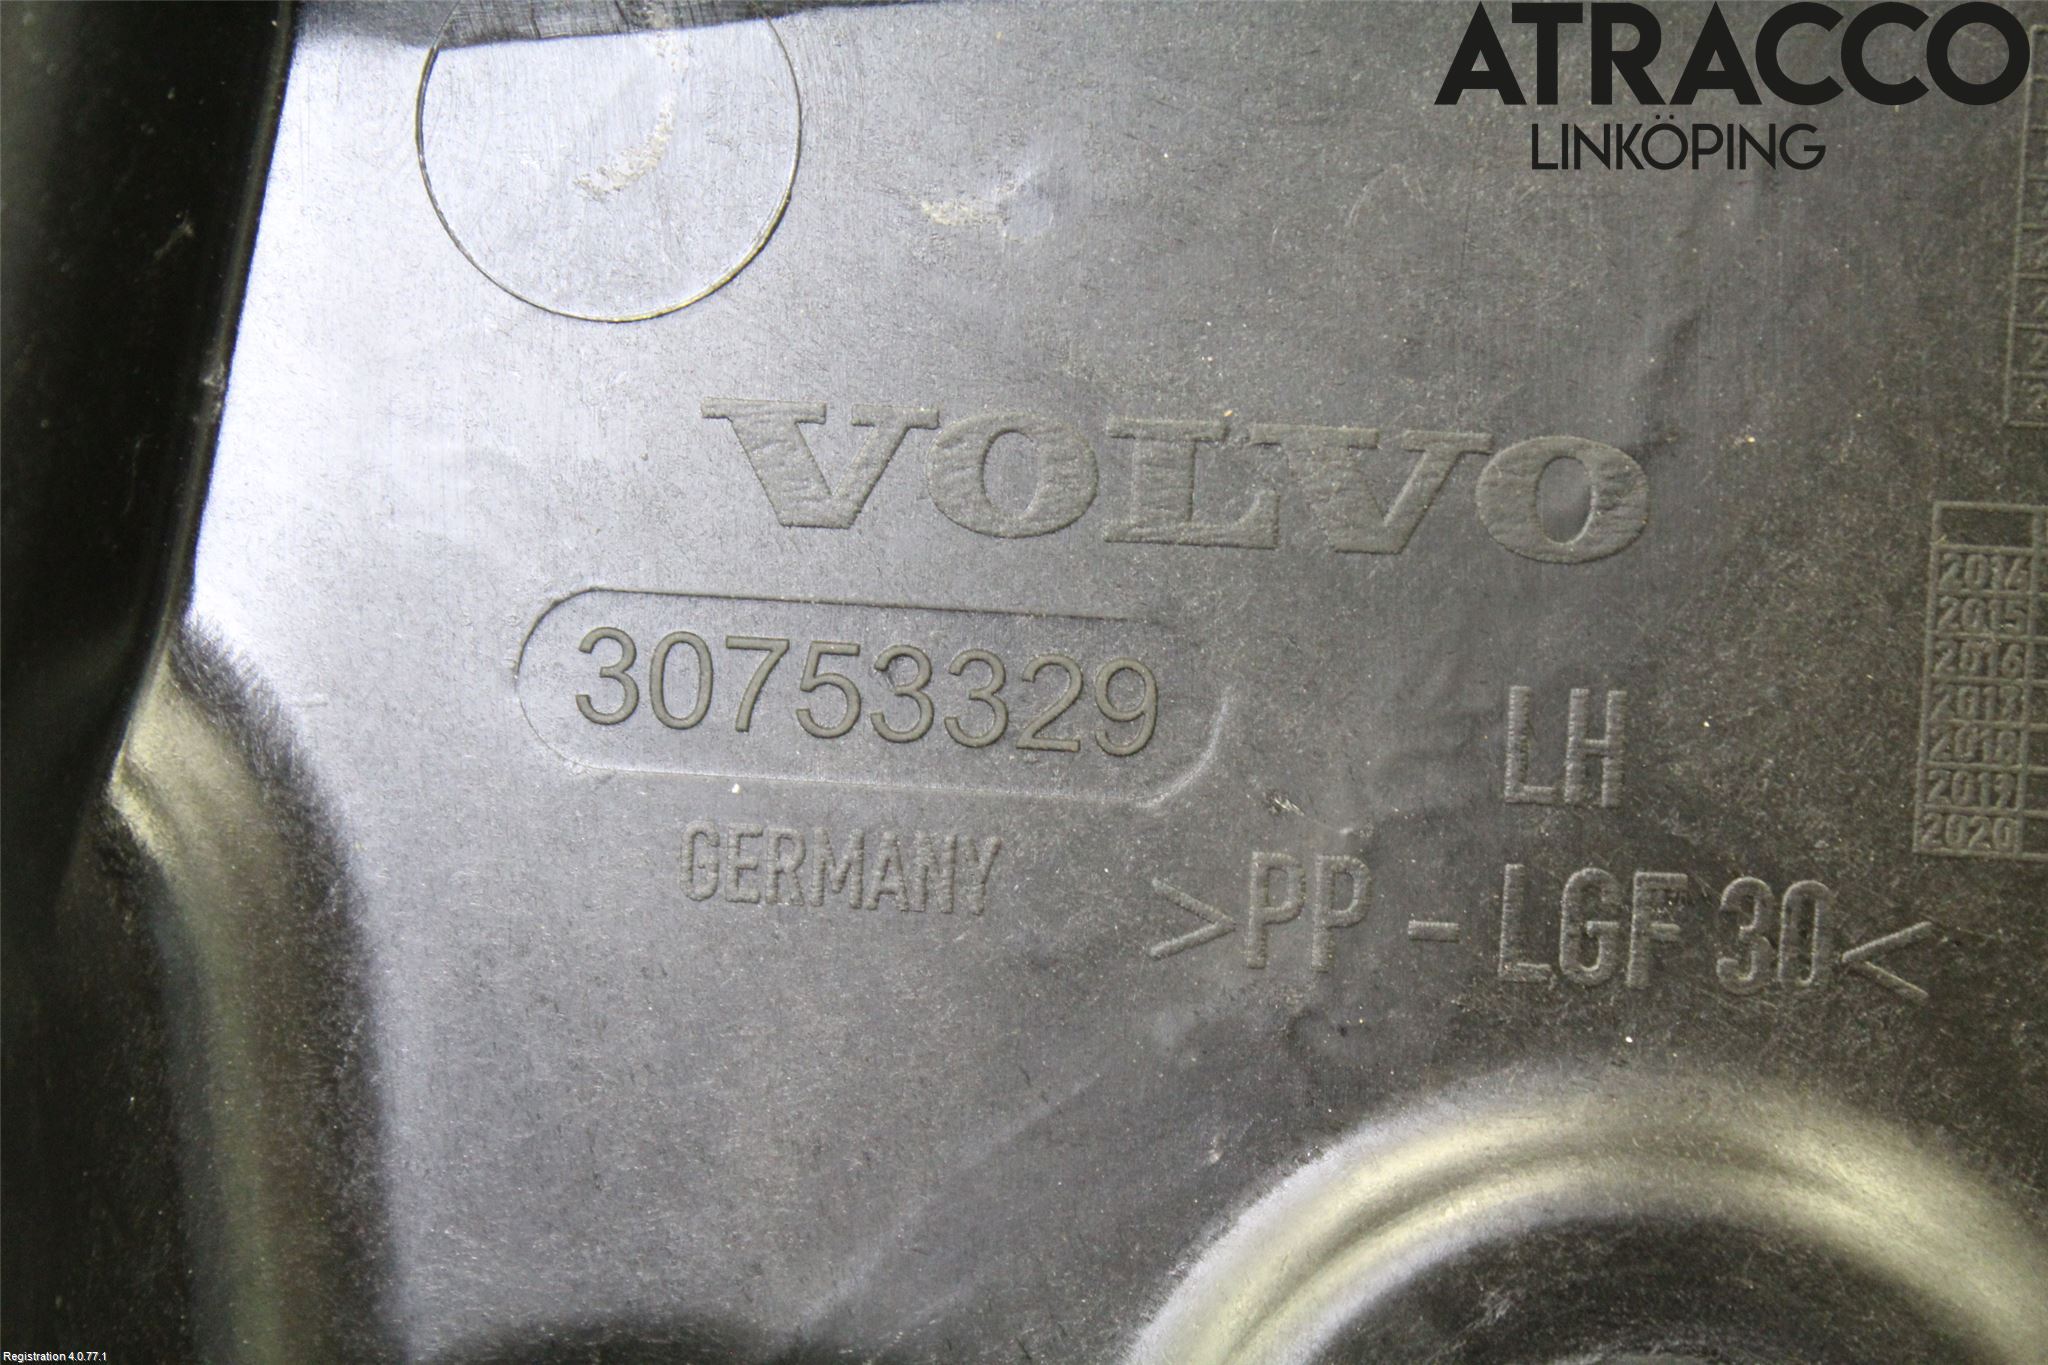 ATRACCO
LINKÖPING
VOLVO
30753329
LH
GERMANY
>PP - LGF 30<
2015
2016
2018
2019
2020
Registration 4.0.77.1